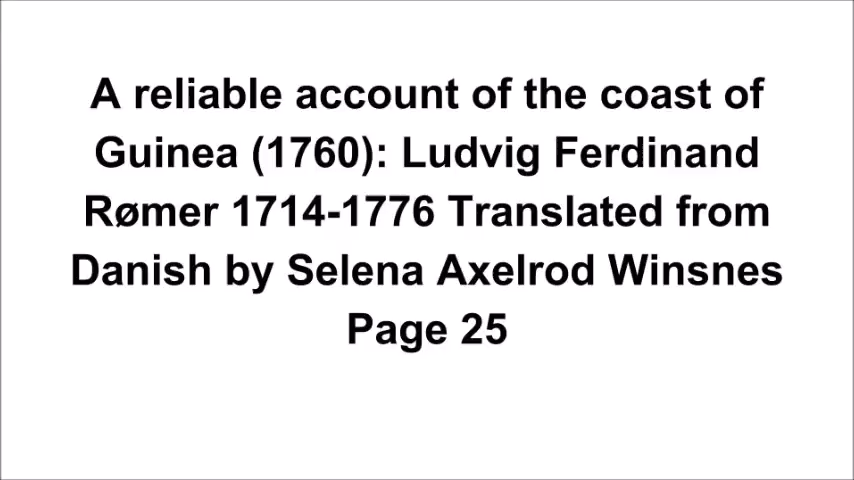 A reliable account of the coast of
Guinea (1760): Ludvig Ferdinand
Rømer 1714-1776 Translated from
Danish by Selena Axelrod Winsnes
Page 25